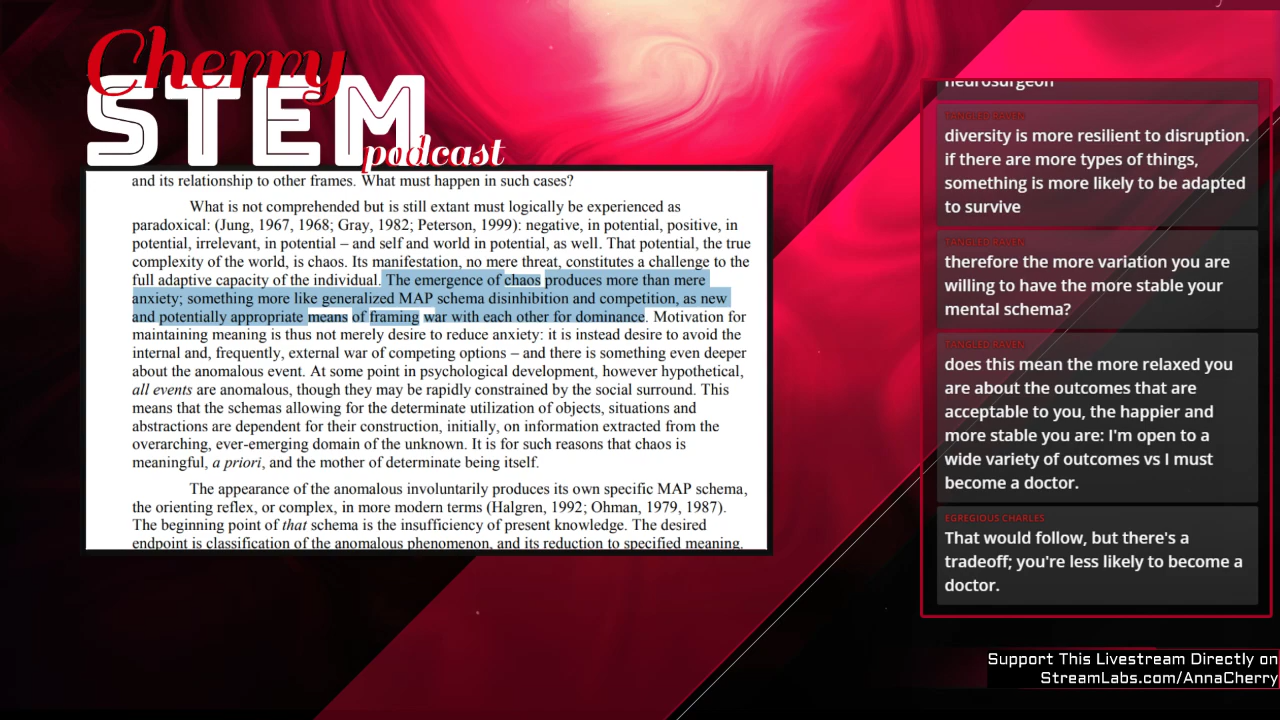 Cherry
STEM
podcast
and its relationship to other frames. What must happen in such cases?
What is not comprehended but is still extant must logically be experienced as
paradoxical: (Jung, 1967, 1968; Gray, 1982; Peterson, 1999): negative, in potential, positive, in
potential, irrelevant, in potential – and self and world in potential, as well. That potential, the true
complexity of the world, is chaos. Its manifestation, no mere threat, constitutes a challenge to the
full adaptive capacity of the individual. The emergence of chaos produces more than mere
anxiety; something more like generalized MAP schema disinhibition and competition, as new
and potentially appropriate means of framing war with each other for dominance. Motivation for
maintaining meaning is thus not merely desire to reduce anxiety: it is instead desire to avoid the
internal and, frequently, external war of competing options – and there is something even deeper
about the anomalous event. At some point in psychological development, however hypothetical,
all events are anomalous, though they may be rapidly constrained by the social surround. This
means that the schemas allowing for the determinate utilization of objects, situations and
abstractions are dependent for their construction, initially, on information extracted from the
overarching, ever-emerging domain of the unknown. It is for such reasons that chaos is
meaningful, a priori, and the mother of determinate being itself.
The appearance of the anomalous involuntarily produces its own specific MAP schema,
the orienting reflex, or complex, in more modern terms (Halgren, 1992; Ohman, 1979, 1987).
The beginning point of that schema is the insufficiency of present knowledge. The desired
endpoint is classification of the anomalous phenomenon, and its reduction to specified meaning.
neurosurgeon
TANGLED RAVEN
diversity is more resilient to disruption.
if there are more types of things,
something is more likely to be adapted
to survive
TANGLED RAVEN
therefore the more variation you are
willing to have the more stable your
mental schema?
TANGLED RAVEN
does this mean the more relaxed you
are about the outcomes that are
acceptable to you, the happier and
more stable you are: I'm open to a
wide variety of outcomes vs I must
become a doctor.
EGREGIOUS CHARLES
That would follow, but there's a
tradeoff; you're less likely to become a
doctor.
Support This Livestream Directly on
StreamLabs.com/AnnaCherry